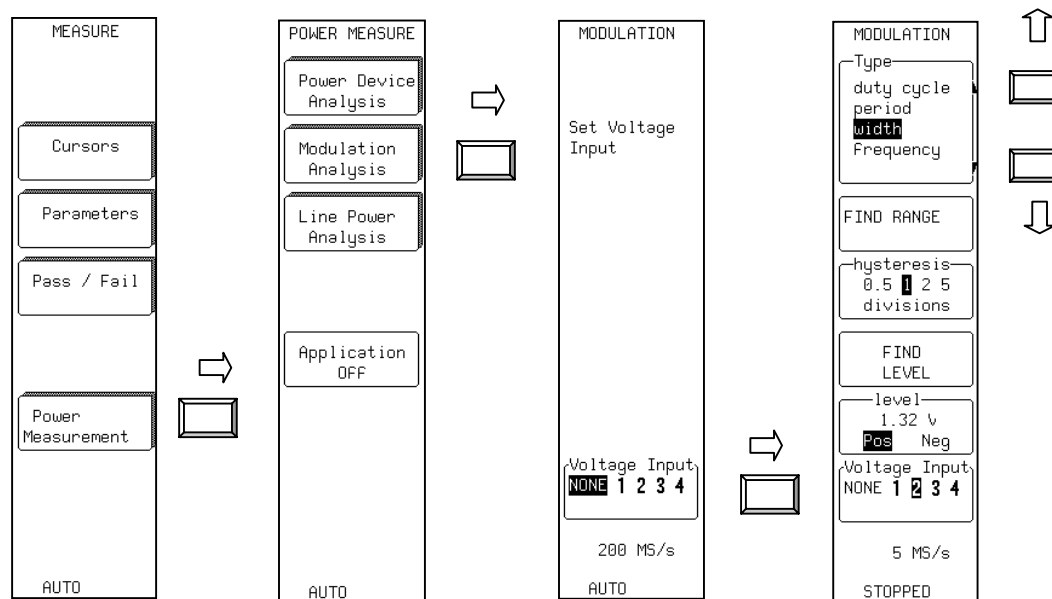 MEASURE
Cursors
Parameters
Pass / Fail
Power
Measurement
AUTO
POWER MEASURE
Power Device
Analysis
Modulation
Analysis
Line Power
Analysis
Application
OFF
AUTO
MODULATION
Set Voltage
Input
Voltage Input
NONE 1 2 3 4
200 MS/s
AUTO
MODULATION
Type
duty cycle
period
width
Frequency
FIND RANGE
hysteresis
0.5 1 2 5
divisions
FIND
LEVEL
level
1.32 V
Pos Neg
Voltage Input
NONE 1 2 3 4
5 MS/s
STOPPED